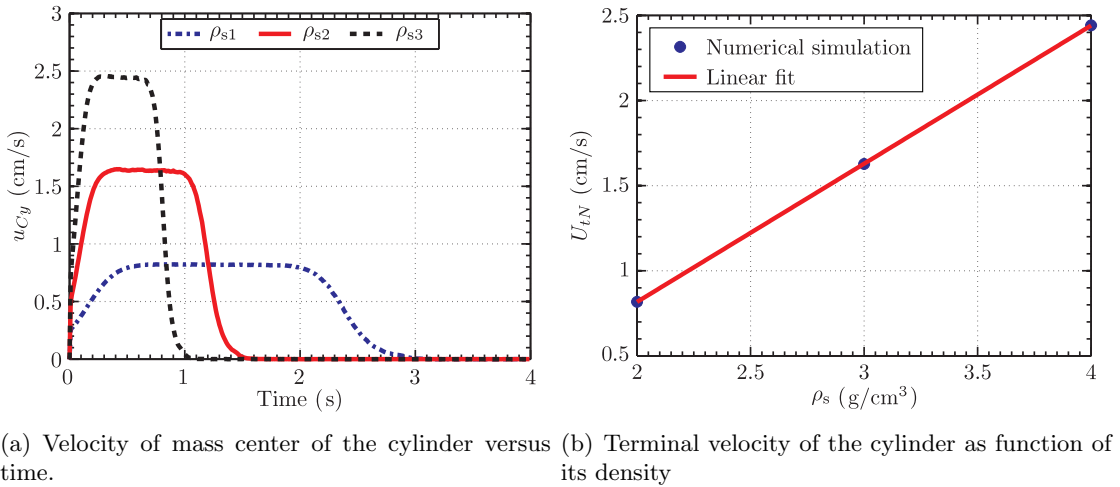 ρs1 ρs2 ρs3
3
2.5
2
1.5
1
0.5
0
uCy (cm/s)
0 1 2 3 4
Time (s)
Numerical simulation
Linear fit
2.5
2
1.5
1
0.5
UtN (cm/s)
2 2.5 3 3.5 4
ρs (g/cm³)
(a) Velocity of mass center of the cylinder versus
time.
(b) Terminal velocity of the cylinder as function of
its density